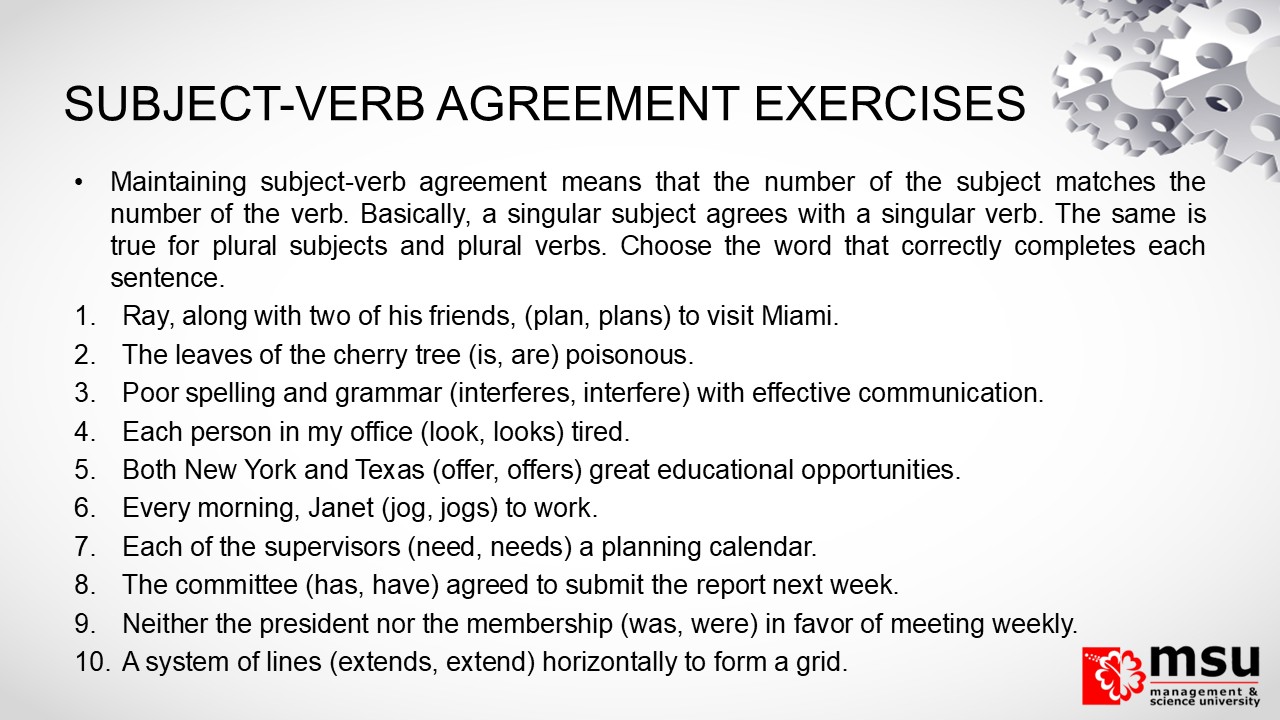 SUBJECT-VERB AGREEMENT EXERCISES
• Maintaining subject-verb agreement means that the number of the subject matches the
number of the verb. Basically, a singular subject agrees with a singular verb. The same is
true for plural subjects and plural verbs. Choose the word that correctly completes each
sentence.
1. Ray, along with two of his friends, (plan, plans) to visit Miami.
2. The leaves of the cherry tree (is, are) poisonous.
3. Poor spelling and grammar (interferes, interfere) with effective communication.
4. Each person in my office (look, looks) tired.
5. Both New York and Texas (offer, offers) great educational opportunities.
6. Every morning, Janet (jog, jogs) to work.
7. Each of the supervisors (need, needs) a planning calendar.
8. The committee (has, have) agreed to submit the report next week.
9. Neither the president nor the membership (was, were) in favor of meeting weekly.
10. A system of lines (extends, extend) horizontally to form a grid.
msu
management &
science university